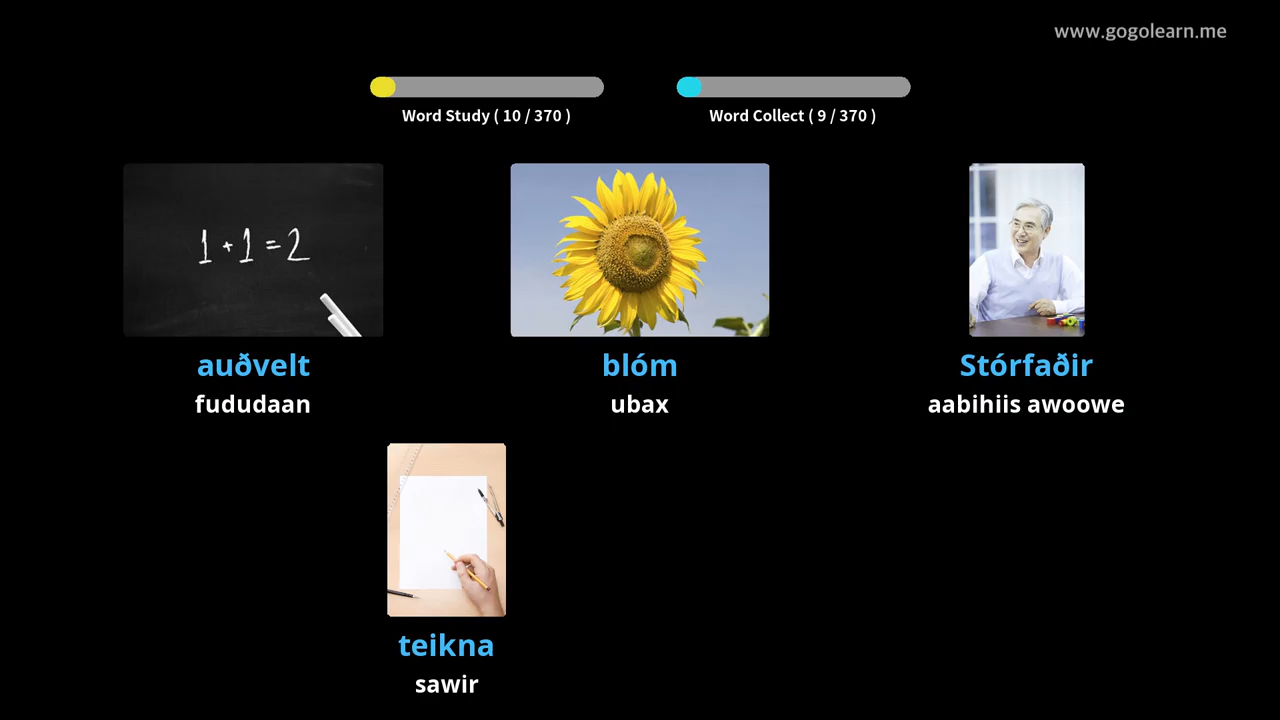 www.gogolearn.me
Word Study ( 10 / 370 )
Word Collect ( 9 / 370 )
1 + 1 = 2
auðvelt
fududaan
blóm
ubax
Stórfaðir
aabihiis awoowe
teikna
sawir